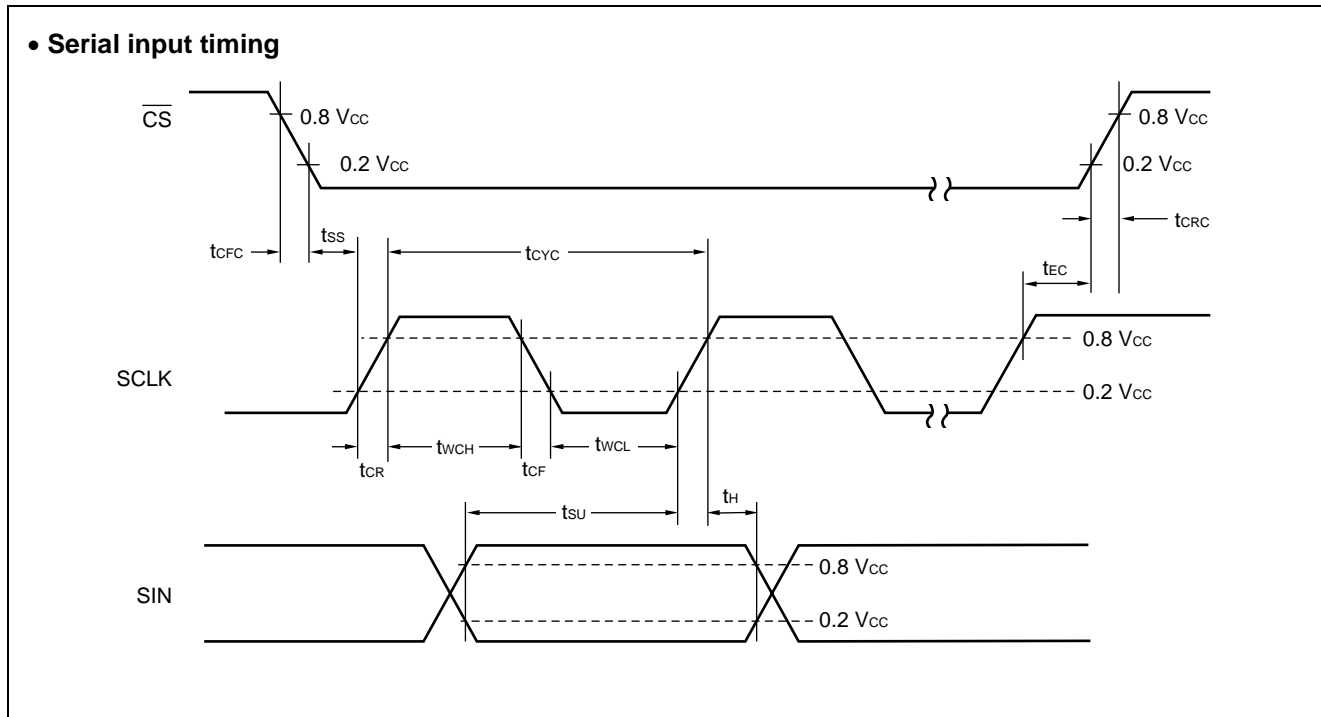 • Serial input timing
CS
0.8 VCC
0.2 VCC
0.8 VCC
0.2 VCC
tCFC
tSS
tCYC
tCRC
tEC
SCLK
0.8 VCC
0.2 VCC
tCR
tWCH
tCF
tWCL
tSU
tH
SIN
0.8 VCC
0.2 VCC